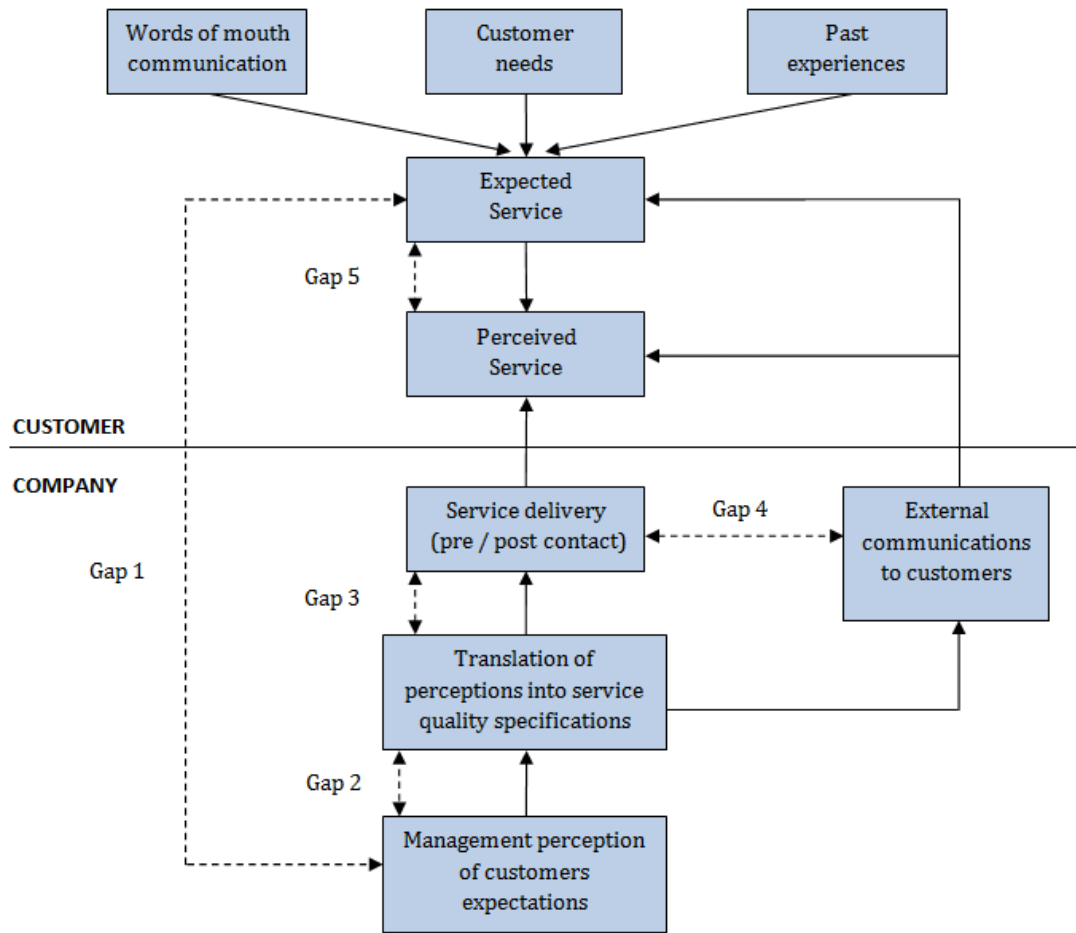 Words of mouth
communication
Customer
needs
Past
experiences
Expected
Service
Gap 5
Perceived
Service
CUSTOMER
COMPANY
Service delivery
(pre / post contact)
Gap 4
External
communications
to customers
Gap 1
Gap 3
Translation of
perceptions into service
quality specifications
Gap 2
Management perception
of customers
expectations